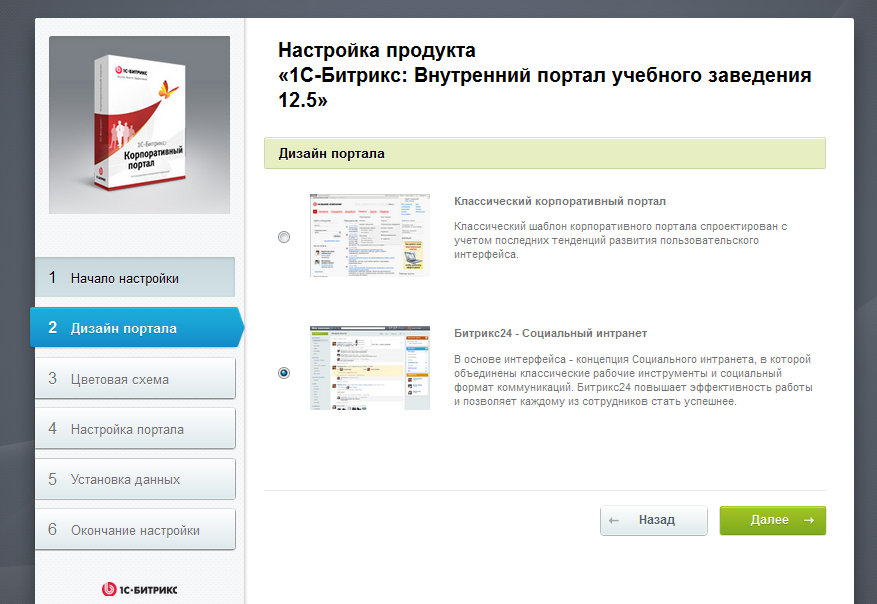 1С-БИТРИКС
1С-БИТРИКС:
Корпоративный
портал
1 Начало настройки
2 Дизайн портала
3 Цветовая схема
4 Настройка портала
5 Установка данных
6 Окончание настройки
1С-БИТРИКС
Настройка продукта
«1С-Битрикс: Внутренний портал учебного заведения
12.5»
Дизайн портала
Классический корпоративный портал
Классический шаблон корпоративного портала спроектирован с
учетом последних тенденций развития пользовательского
интерфейса.
Битрикс24 - Социальный интранет
В основе интерфейса - концепция Социального интранета, в которой
объединены классические рабочие инструменты и социальный
формат коммуникаций. Битрикс24 повышает эффективность работы
и позволяет каждому из сотрудников стать успешнее.
← Назад
Далее →